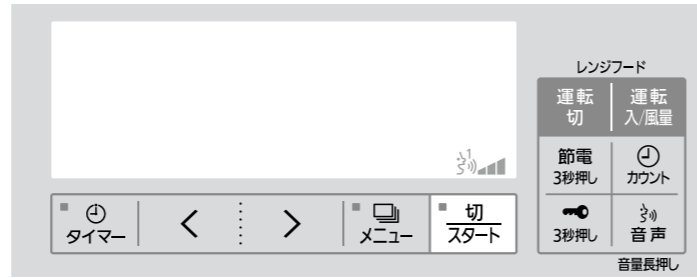 レンジフード
運転
切
運転
入/風量
1
節電
3秒押し
カウント
タイマー
メニュー
切
スタート
3秒押し
音声
音量長押し